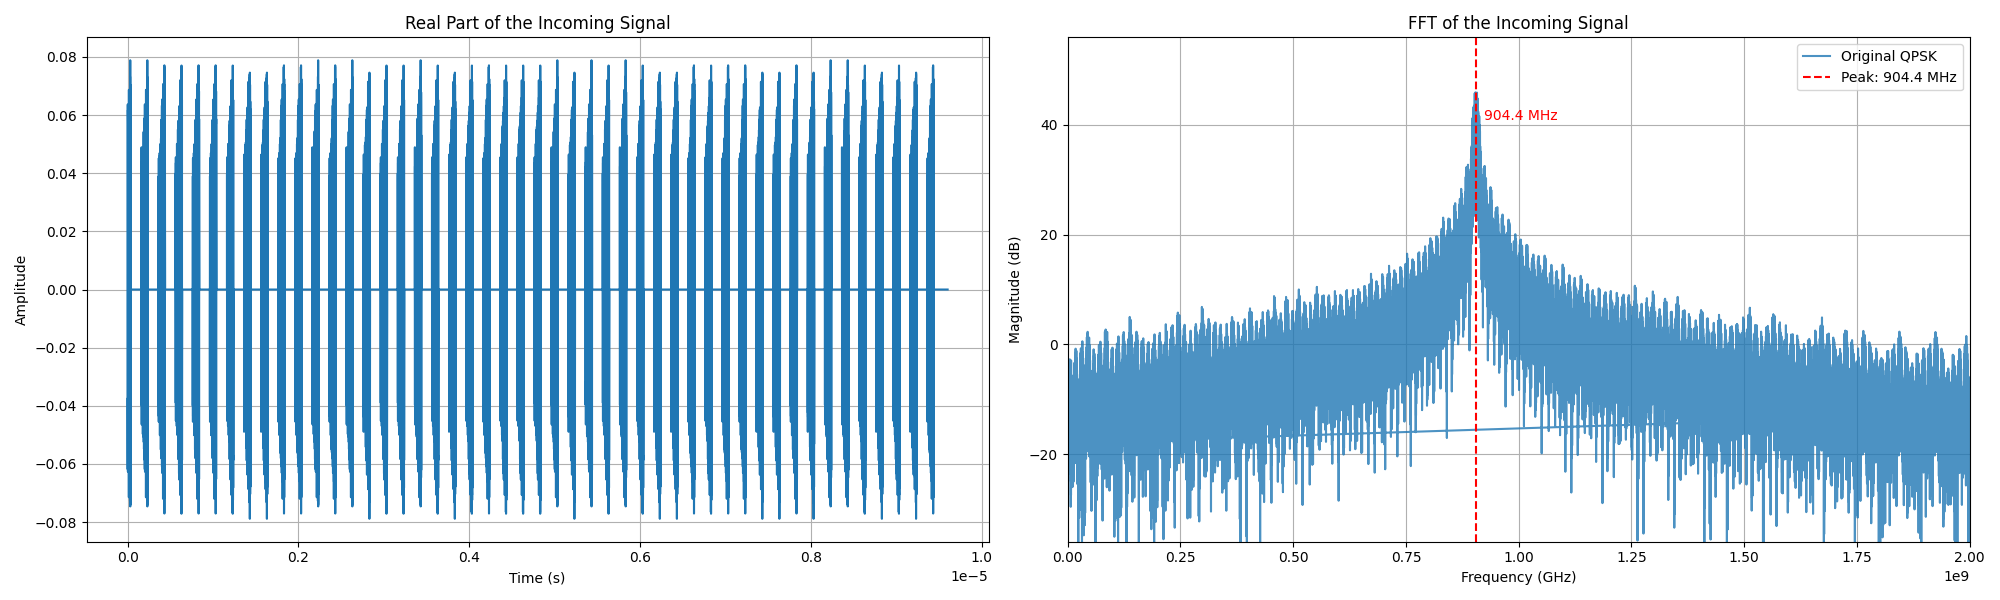 Real Part of the Incoming Signal
Amplitude
0.08
0.06
0.04
0.02
0.00
−0.02
−0.04
−0.06
−0.08
0.0 0.2 0.4 0.6 0.8 1.0
1e−5
Time (s)
FFT of the Incoming Signal
Original QPSK
Peak: 904.4 MHz
904.4 MHz
Magnitude (dB)
40
20
0
−20
0.00 0.25 0.50 0.75 1.00 1.25 1.50 1.75 2.00
1e9
Frequency (GHz)